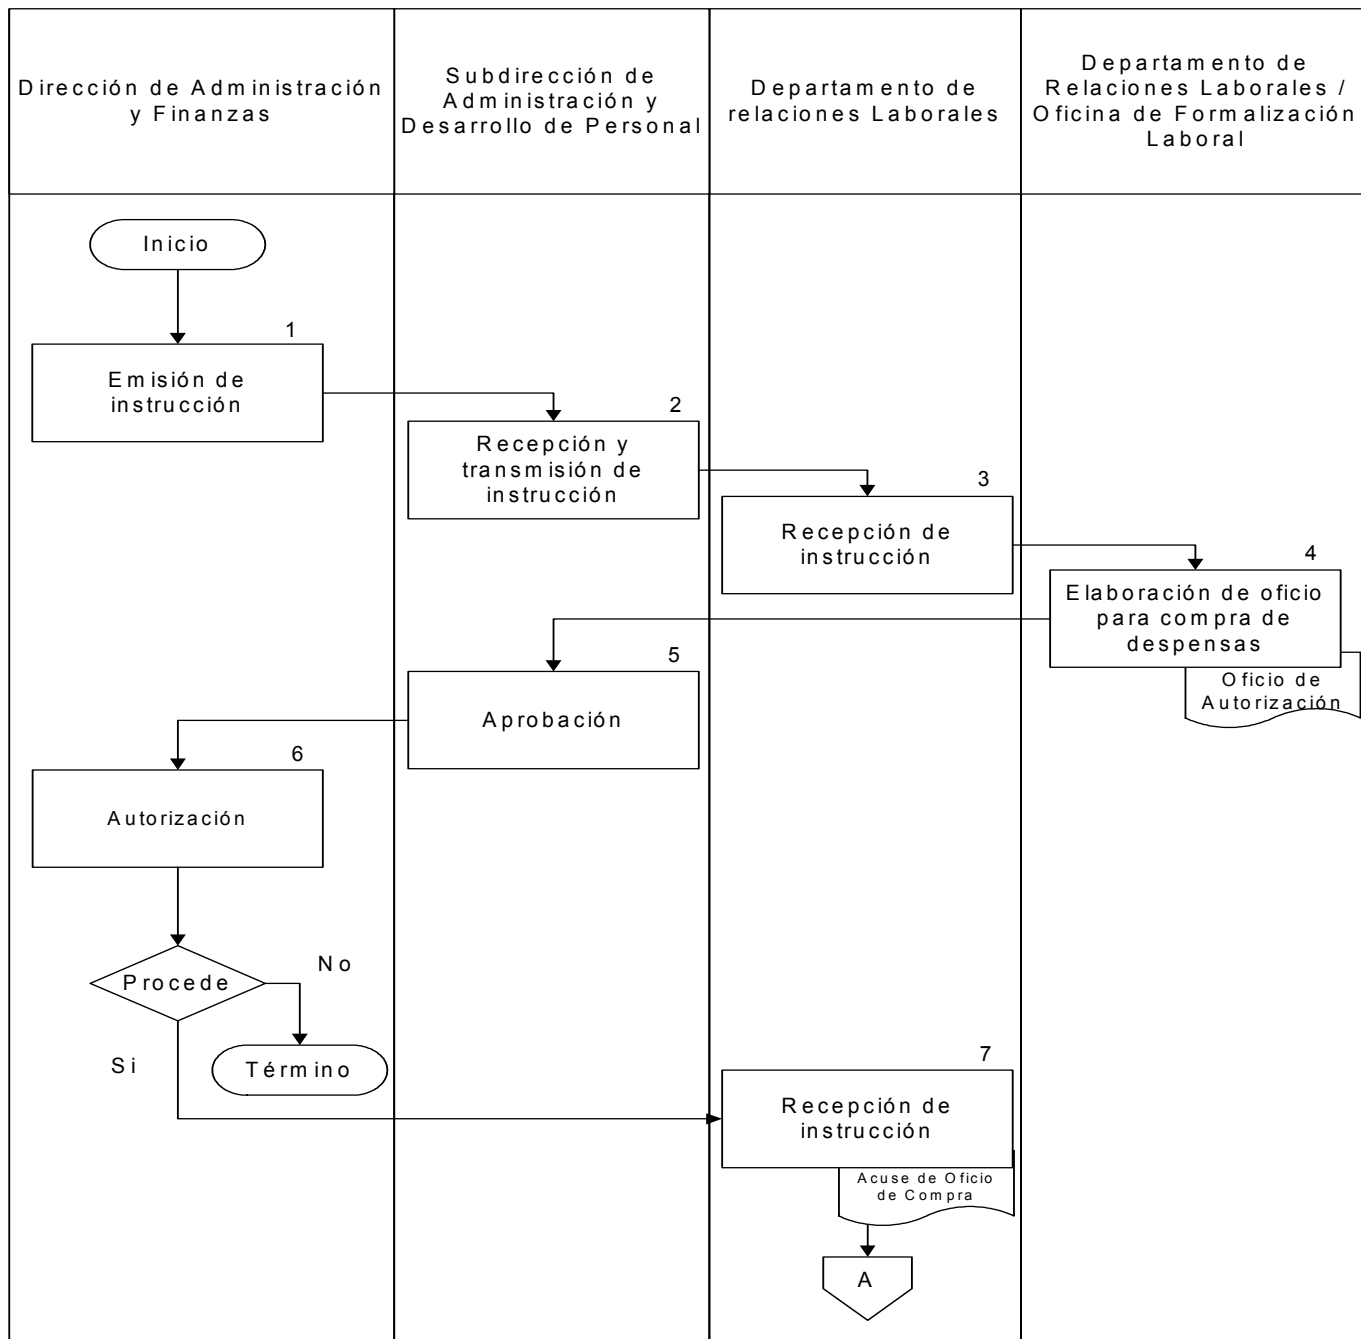 Dirección de Administración
y Finanzas
Subdirección de
Administración y
Desarrollo de Personal
Departamento de
relaciones Laborales
Departamento de
Relaciones Laborales /
Oficina de Formalización
Laboral
Inicio
1
Emisión de
instrucción
2
Recepción y
transmisión de
instrucción
3
Recepción de
instrucción
4
Elaboración de oficio
para compra de
despensas
Oficio de
Autorización
5
Aprobación
6
Autorización
Procede
No
Si
Término
7
Recepción de
instrucción
Acuse de Oficio
de Compra
A